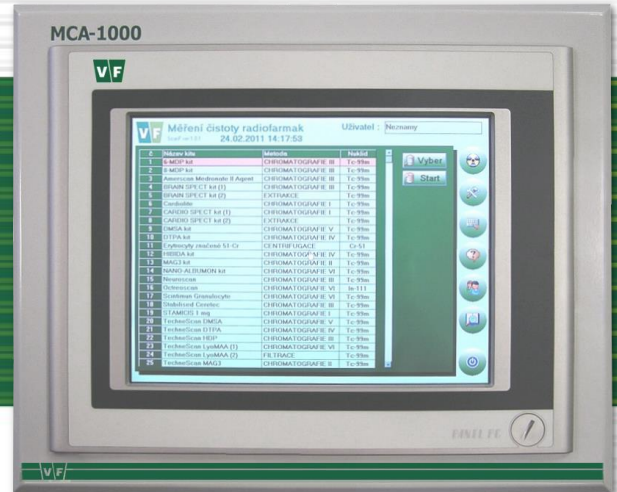 MCA-1000
VF
VF Měření čistoty radiofarmak Uživatel : Neznamy
24.02.2011 14:17:53
č Název kitu Metoda Nuklid
1 8-MDP kit CHROMATOGRAFIE III Tc-99m
2 8-MDP kit CHROMATOGRAFIE III Tc-99m
3 Amerscan Medronate II Agent CHROMATOGRAFIE III Tc-99m
4 BRAIN SPECT kit (1) CHROMATOGRAFIE III Tc-99m
5 BRAIN SPECT kit (2) EXTRAKCE Tc-99m
6 Cardiolite CHROMATOGRAFIE I Tc-99m
7 CARDIO SPECT kit (1) CHROMATOGRAFIE I Tc-99m
8 CARDIO SPECT kit (2) EXTRAKCE Tc-99m
9 DMSA kit CHROMATOGRAFIE V Tc-99m
10 DTPA kit CHROMATOGRAFIE IV Tc-99m
11 Erytrocyty značená 51-Cr CENTRIFUGACE Cr-51
12 HIBIDA kit CHROMATOGRAFIE IV Tc-99m
13 MAG3 kit CHROMATOGRAFIE II Tc-99m
14 NANO-ALBUMON kit CHROMATOGRAFIE VI Tc-99m
15 Neuroscan CHROMATOGRAFIE III Tc-99m
16 Octreoscan CHROMATOGRAFIE VI In-111
17 Scintimun Granulocyte CHROMATOGRAFIE VI Tc-99m
18 Stabilised Ceretec CHROMATOGRAFIE III Tc-99m
19 STAMICIS 1 mg CHROMATOGRAFIE I Tc-99m
20 TechneScan DMSA CHROMATOGRAFIE V Tc-99m
21 TechneScan DTPA CHROMATOGRAFIE IV Tc-99m
22 TechneScan HDP CHROMATOGRAFIE III Tc-99m
23 TechneScan LyoMAA (1) CHROMATOGRAFIE VI Tc-99m
24 TechneScan LyoMAA (2) FILTRACE Tc-99m
25 TechneScan MAG3 CHROMATOGRAFIE II Tc-99m
Vyber
Start
PANEL PC
VF